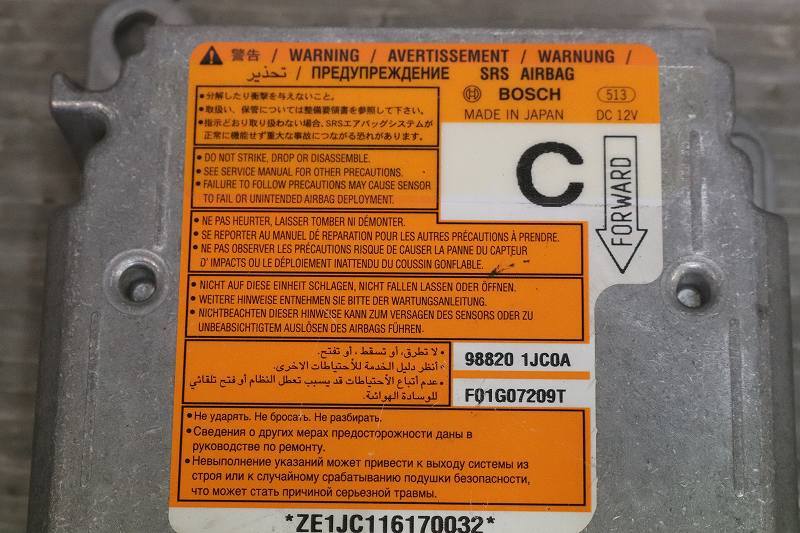 警告 / WARNING / AVERTISSEMENT / WARNUNG /
تحذير / ПРЕДУПРЕЖДЕНИЕ SRS AIRBAG
BOSCH 513
MADE IN JAPAN DC 12V
•分解したり衝撃を与えないこと。
•取扱い、保管については整備要領書を参照して下さい。
•指示どおり取り扱わない場合、SRSエアバッグシステムが
正常に機能せず重大な事故につながる恐れがあります。
C
FORWARD
• DO NOT STRIKE, DROP OR DISASSEMBLE.
• SEE SERVICE MANUAL FOR OTHER PRECAUTIONS.
• FAILURE TO FOLLOW PRECAUTIONS MAY CAUSE SENSOR
TO FAIL OR UNINTENDED AIRBAG DEPLOYMENT.
• NE PAS HEURTER, LAISSER TOMBER NI DÉMONTER.
• SE REPORTER AU MANUEL DÉ REPARATION POUR LES AUTRES PRÉCAUTIONS À PRENDRE.
• NE PAS OBSERVER LES PRÉCAUTIONS RISQUE DE CAUSER LA PANNE DU CAPTEUR
D' IMPACTS OU LE DÉPLOIEMENT INATTENDU DU COUSSIN GONFLABLE.
• NICHT AUF DIESE EINHEIT SCHLAGEN, NICHT FALLEN LASSEN ODER ÖFFNEN.
• WEITERE HINWEISE ENTNEHMEN SIE BITTE DER WARTUNGSANLEITUNG.
• NICHTBEACHTEN DIESER HINWEISE KANN ZUM VERSAGEN DES SENSORS ODER ZU
UNBEABSICHTIGTEM AUSLÖSEN DES AIRBAGS FÜHREN.
• لا تطرق، أو تسقط، أو تفتح.
• أنظر دليل الخدمة للأحتياطات الاخرى.
• عدم أتباع الأحتياطات قد يسبب تعطل النظام أو فتح تلقائي
للوسادة الهوائية.
98820 1JC0A
F01G07209T
• Не ударять. Не бросать. Не разбирать.
• Сведения о других мерах предосторожности даны в
руководстве по ремонту.
• Невыполнение указаний может привести к выходу системы из
строя или к случайному срабатыванию подушки безопасности,
что может стать причиной серьезной травмы.
*ZE1JC116170032*